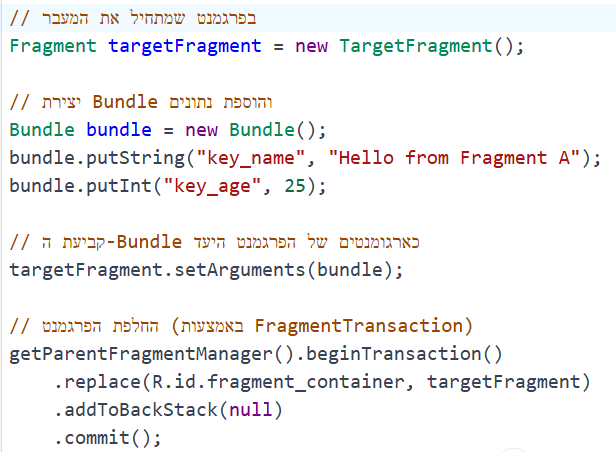 // בפרגמנט שמתחיל את המעבר
Fragment targetFragment = new TargetFragment();
// יצירת Bundle והוספת נתונים
Bundle bundle = new Bundle();
bundle.putString("key_name", "Hello from Fragment A");
bundle.putInt("key_age", 25);
// קביעת ה-Bundle כארגומנטים של הפרגמנט היעד
targetFragment.setArguments(bundle);
// החלפת הפרגמנט (באמצעות FragmentTransaction)
getParentFragmentManager().beginTransaction()
    .replace(R.id.fragment_container, targetFragment)
    .addToBackStack(null)
    .commit();